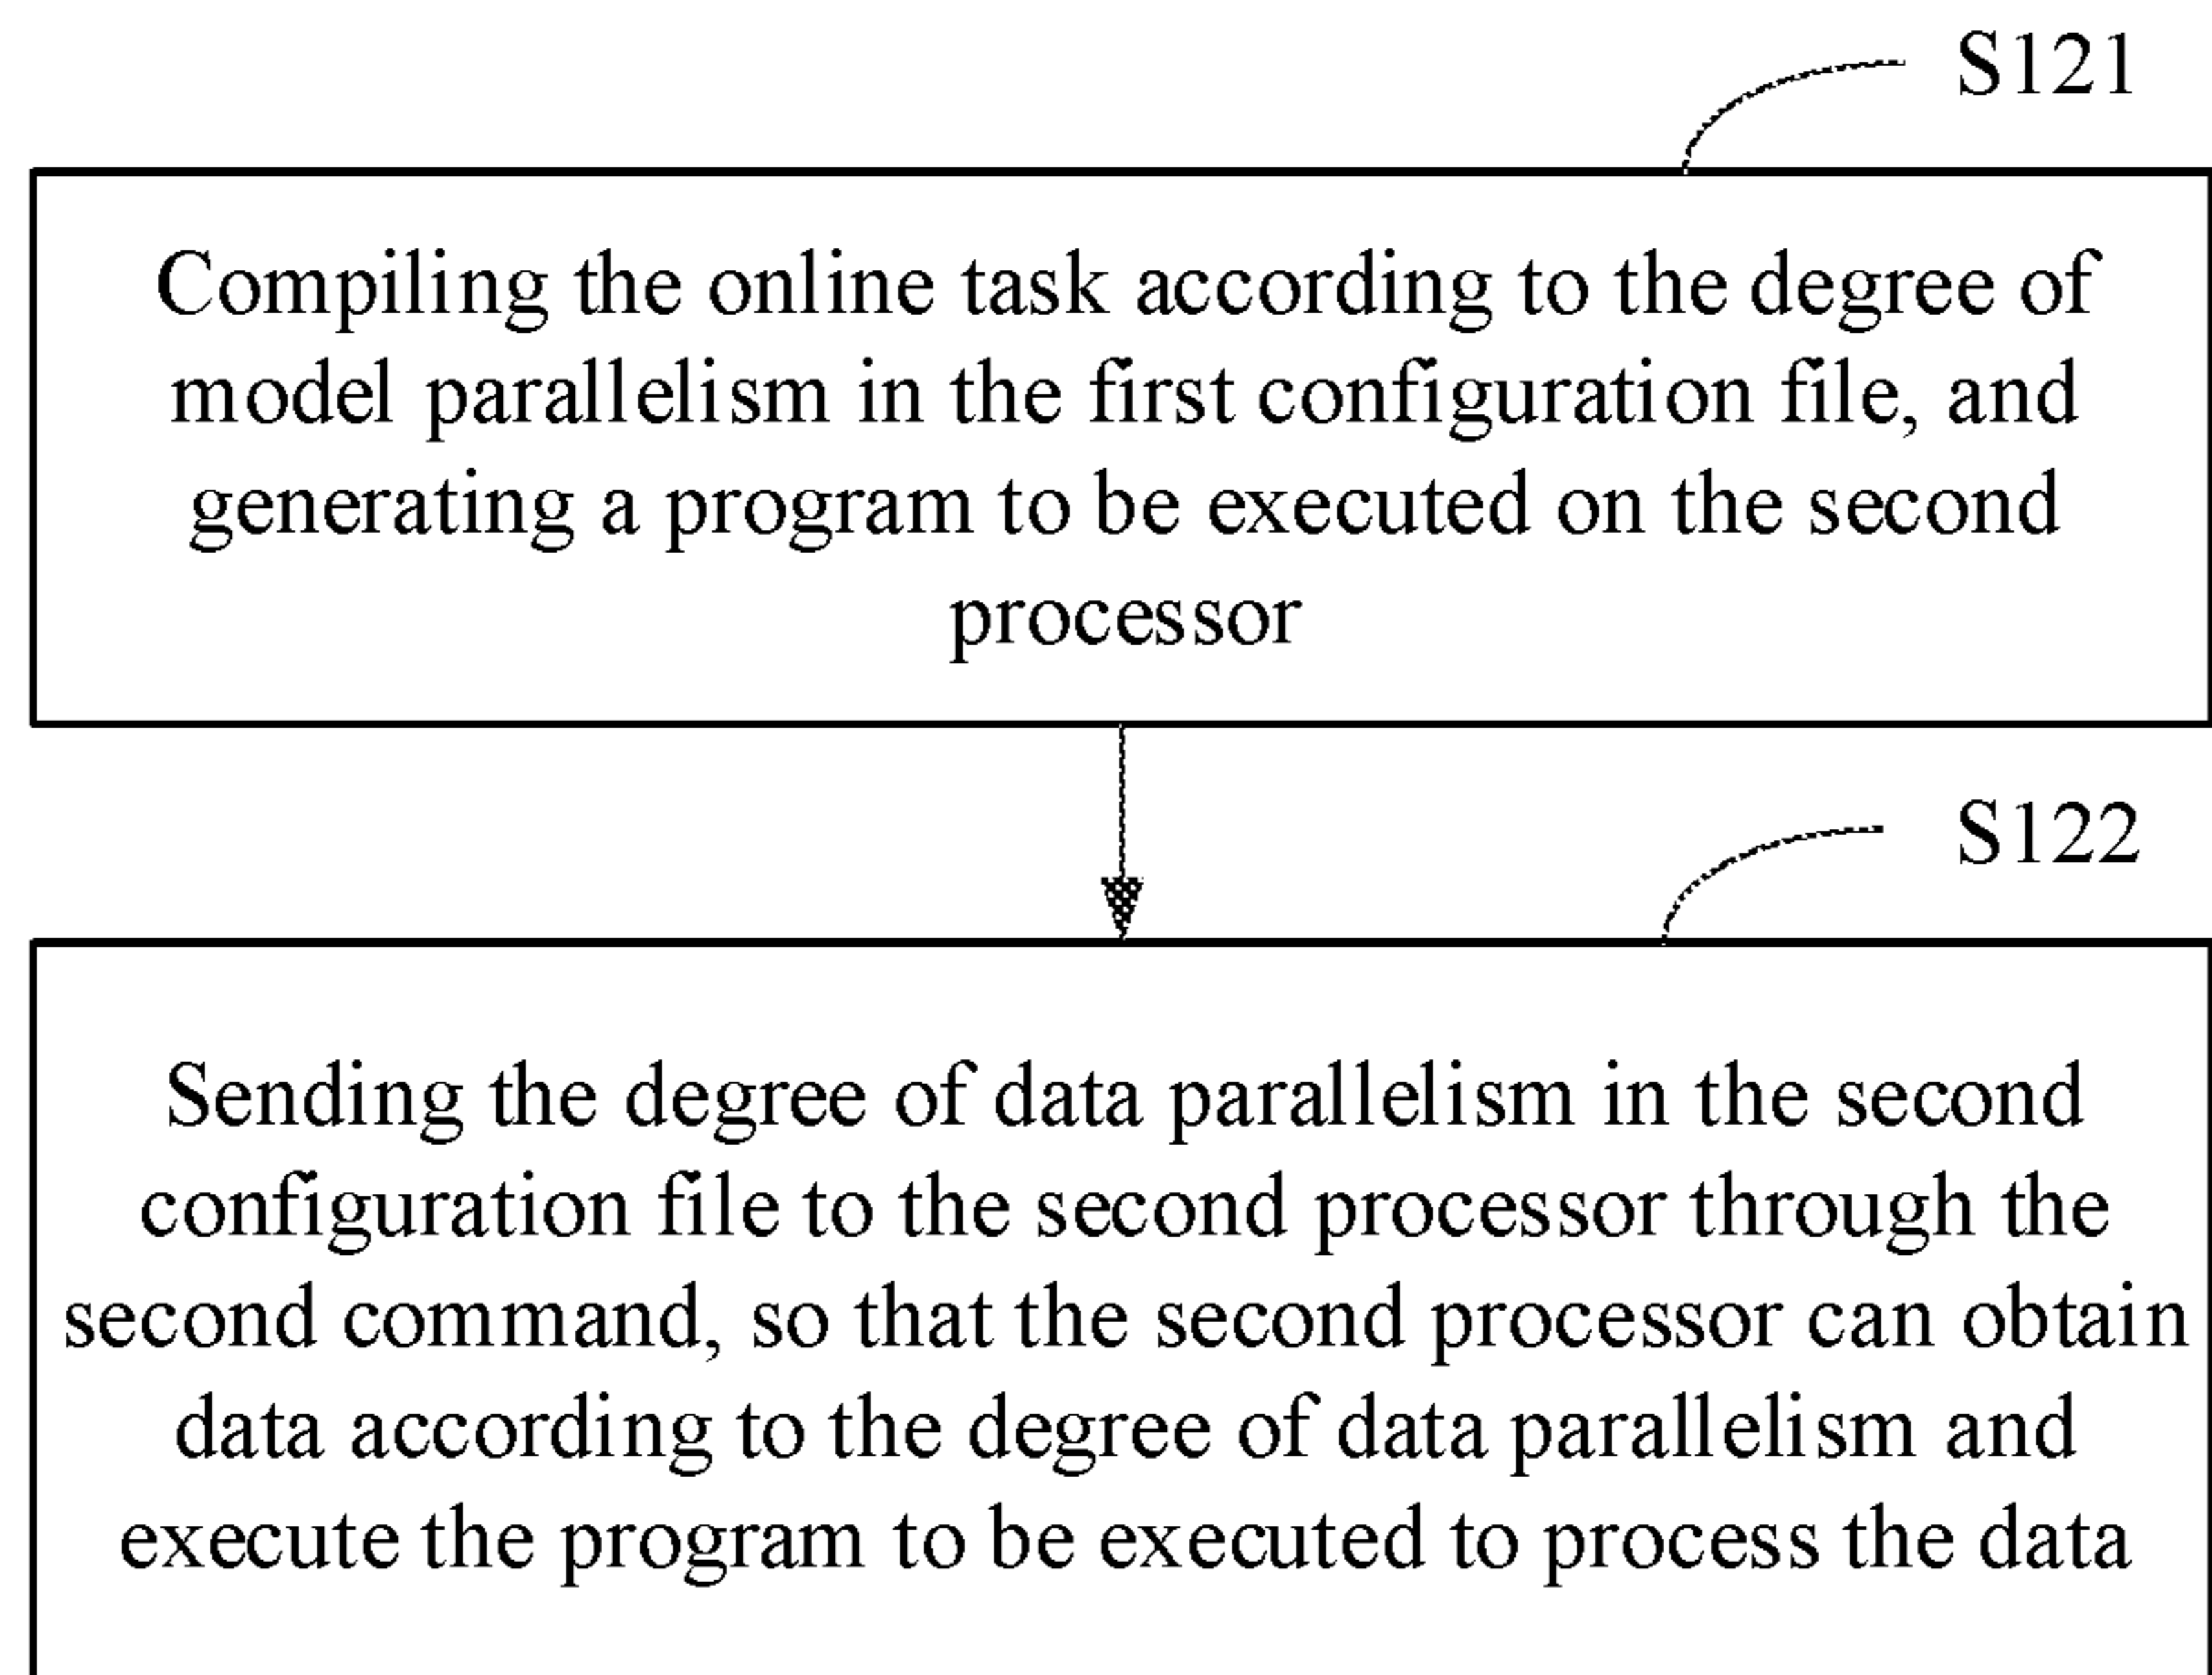 S121
Compiling the online task according to the degree of
model parallelism in the first configuration file, and
generating a program to be executed on the second
processor
S122
Sending the degree of data parallelism in the second
configuration file to the second processor through the
second command, so that the second processor can obtain
data according to the degree of data parallelism and
execute the program to be executed to process the data